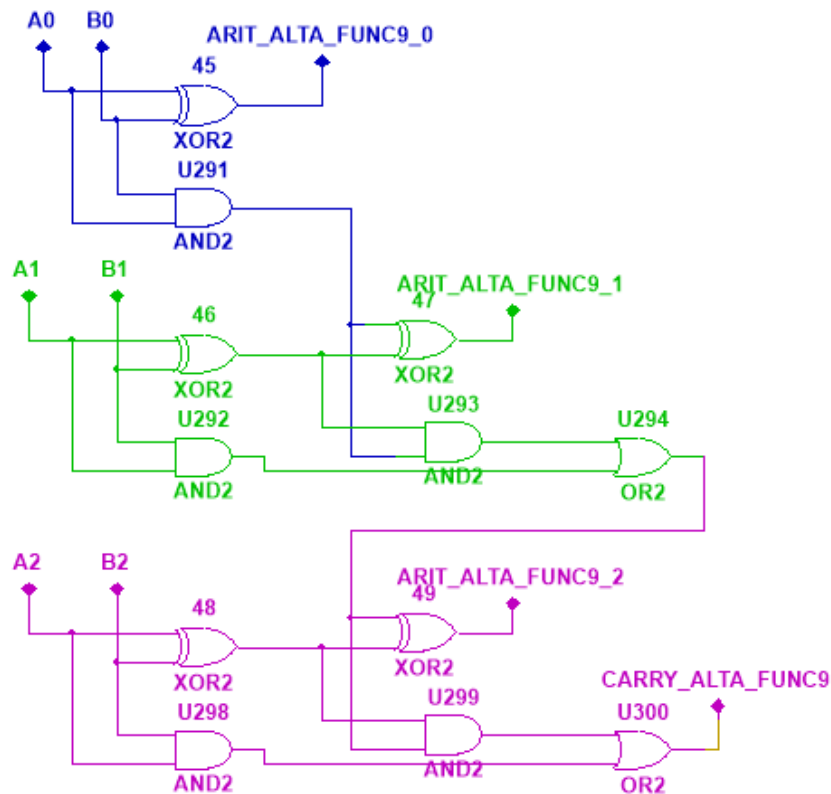 A0 B0 ARIT_ALTA_FUNC9_0
45
XOR2
U291
AND2
A1 B1 ARIT_ALTA_FUNC9_1
46 47
XOR2 XOR2
U292 U293 U294
AND2 AND2 OR2
A2 B2 ARIT_ALTA_FUNC9_2
48 49
XOR2 XOR2 CARRY_ALTA_FUNC9
U298 U299 U300
AND2 AND2 OR2